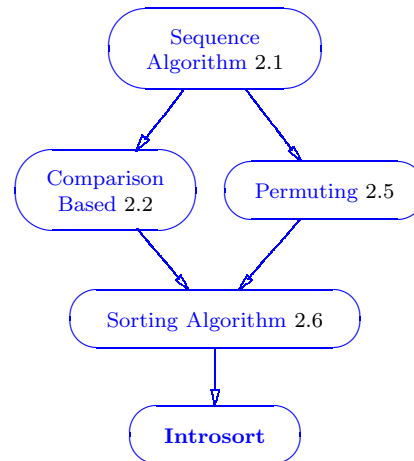 Sequence
Algorithm 2.1
Comparison
Based 2.2
Permuting 2.5
Sorting Algorithm 2.6
Introsort